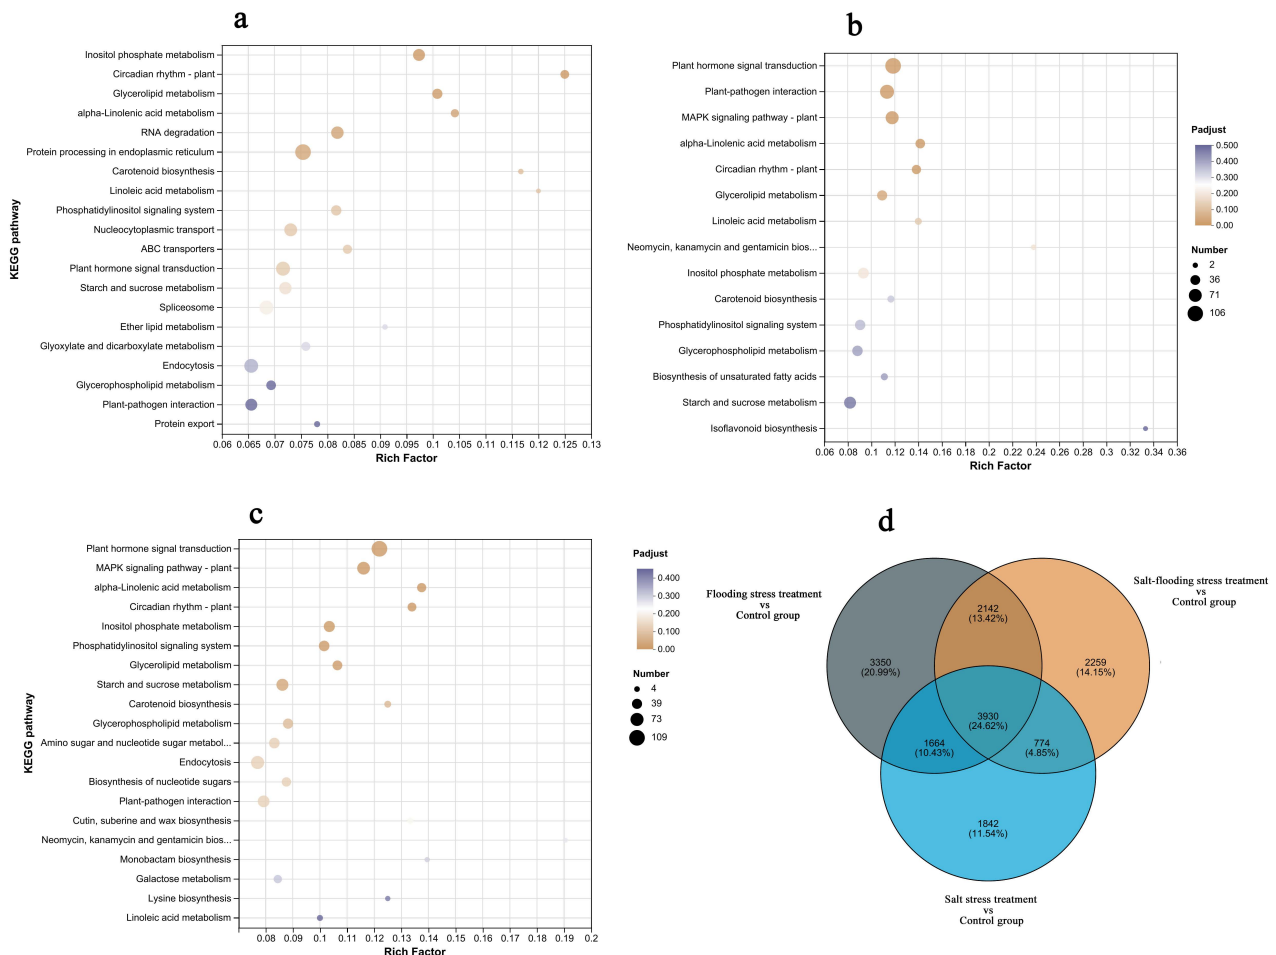 a
KEGG pathway
Inositol phosphate metabolism
Circadian rhythm - plant
Glycerolipid metabolism
alpha-Linolenic acid metabolism
RNA degradation
Protein processing in endoplasmic reticulum
Carotenoid biosynthesis
Linoleic acid metabolism
Phosphatidylinositol signaling system
Nucleocytoplasmic transport
ABC transporters
Plant hormone signal transduction
Starch and sucrose metabolism
Spliceosome
Ether lipid metabolism
Glyoxylate and dicarboxylate metabolism
Endocytosis
Glycerophospholipid metabolism
Plant-pathogen interaction
Protein export
0.06 0.065 0.07 0.075 0.08 0.085 0.09 0.095 0.1 0.105 0.11 0.115 0.12 0.125 0.13
Rich Factor
b
Plant hormone signal transduction
Plant-pathogen interaction
MAPK signaling pathway - plant
alpha-Linolenic acid metabolism
Circadian rhythm - plant
Glycerolipid metabolism
Linoleic acid metabolism
Neomycin, kanamycin and gentamicin bios...
Inositol phosphate metabolism
Carotenoid biosynthesis
Phosphatidylinositol signaling system
Glycerophospholipid metabolism
Biosynthesis of unsaturated fatty acids
Starch and sucrose metabolism
Isoflavonoid biosynthesis
0.06 0.08 0.1 0.12 0.14 0.16 0.18 0.2 0.22 0.24 0.26 0.28 0.3 0.32 0.34 0.36
Rich Factor
Padjust
0.500
0.400
0.300
0.200
0.100
0.00
Number
2
36
71
106
c
KEGG pathway
Plant hormone signal transduction
MAPK signaling pathway - plant
alpha-Linolenic acid metabolism
Circadian rhythm - plant
Inositol phosphate metabolism
Phosphatidylinositol signaling system
Glycerolipid metabolism
Starch and sucrose metabolism
Carotenoid biosynthesis
Glycerophospholipid metabolism
Amino sugar and nucleotide sugar metabol...
Endocytosis
Biosynthesis of nucleotide sugars
Plant-pathogen interaction
Cutin, suberine and wax biosynthesis
Neomycin, kanamycin and gentamicin bios...
Monobactam biosynthesis
Galactose metabolism
Lysine biosynthesis
Linoleic acid metabolism
0.08 0.09 0.1 0.11 0.12 0.13 0.14 0.15 0.16 0.17 0.18 0.19 0.2
Rich Factor
Padjust
0.400
0.300
0.200
0.100
0.00
Number
4
39
73
109
d
Flooding stress treatment
vs
Control group
Salt-flooding stress treatment
vs
Control group
2142
(13.42%)
3350
(20.99%)
2259
(14.15%)
3930
(24.62%)
1664
(10.43%)
774
(4.85%)
1842
(11.54%)
Salt stress treatment
vs
Control group